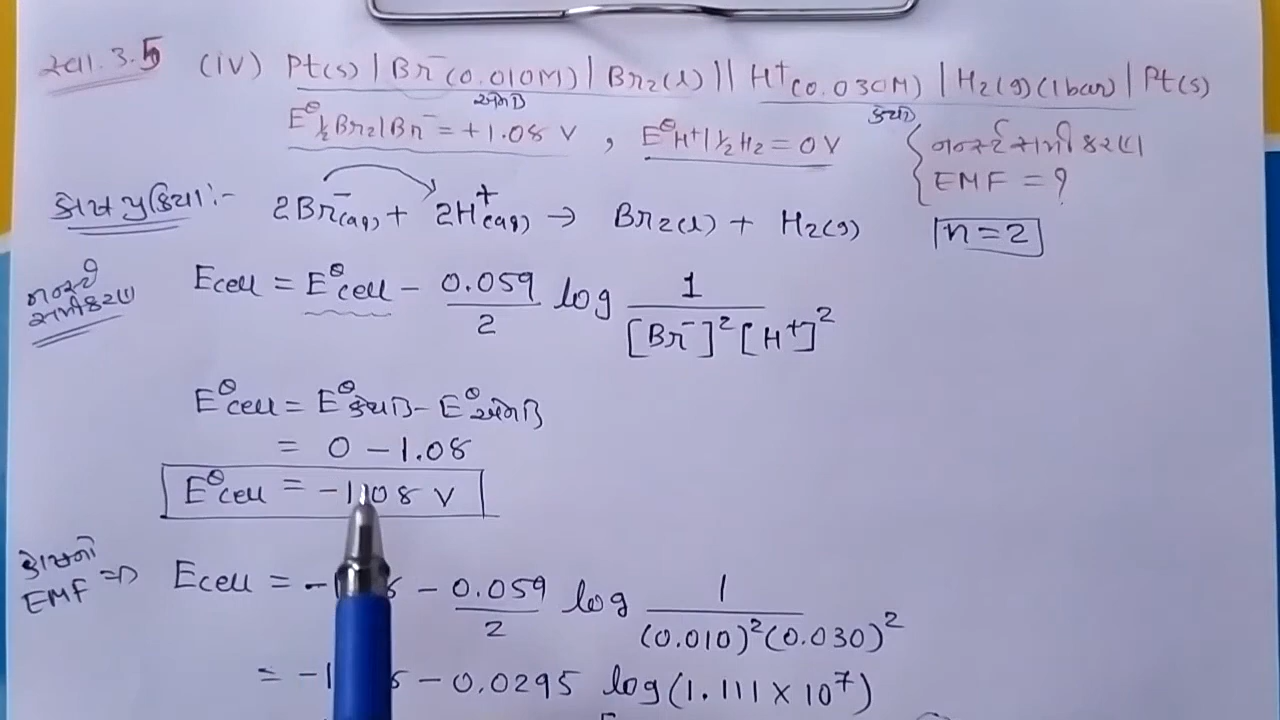 સ્વા. 3.5 (iv) Pt(s) | Br⁻(0.010M) | Br₂(l) || H⁺(0.030M) | H₂(g)(1bar) | Pt(s)
એનોડ કેથોડ
E⊖½Br₂|Br⁻ = +1.08 V , E⊖H⁺|½H₂ = 0 V { નર્ન્સ્ટ સમીકરણ
EMF = ?
કોષ પ્રક્રિયા :- 2Br⁻(aq) + 2H⁺(aq) → Br₂(l) + H₂(g) n=2
નર્ન્સ્ટ સમીકરણ Ecell = E⊖cell - 0.059/2 log 1/[Br⁻]²[H⁺]²
E⊖cell = E⊖કેથોડ - E⊖એનોડ
= 0 - 1.08
E⊖cell = -1.08 V
કોષનો EMF ⇒ Ecell = - - 0.059/2 log 1/(0.010)²(0.030)²
= - - 0.0295 log(1.111 × 10⁷)